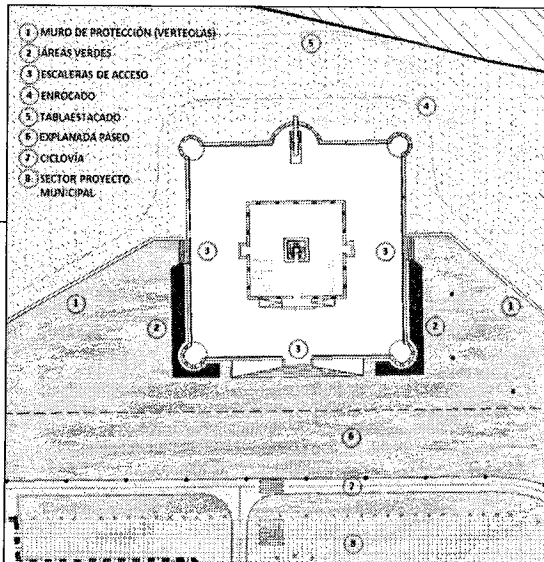 1 MURO DE PROTECCIÓN (VERTEOLAS)
2 ÁREAS VERDES
3 ESCALERAS DE ACCESO
4 ENROCADO
5 TABLAESTACADO
6 EXPLANADA PASEO
7 CICLOVÍA
8 SECTOR PROYECTO
MUNICIPAL
5
4
3
3
1
1
2
2
3
6
7
8